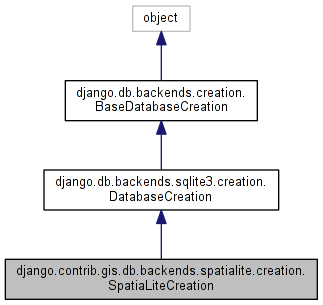 object
django.db.backends.creation.
BaseDatabaseCreation
django.db.backends.sqlite3.creation.
DatabaseCreation
django.contrib.gis.db.backends.spatialite.creation.
SpatiaLiteCreation